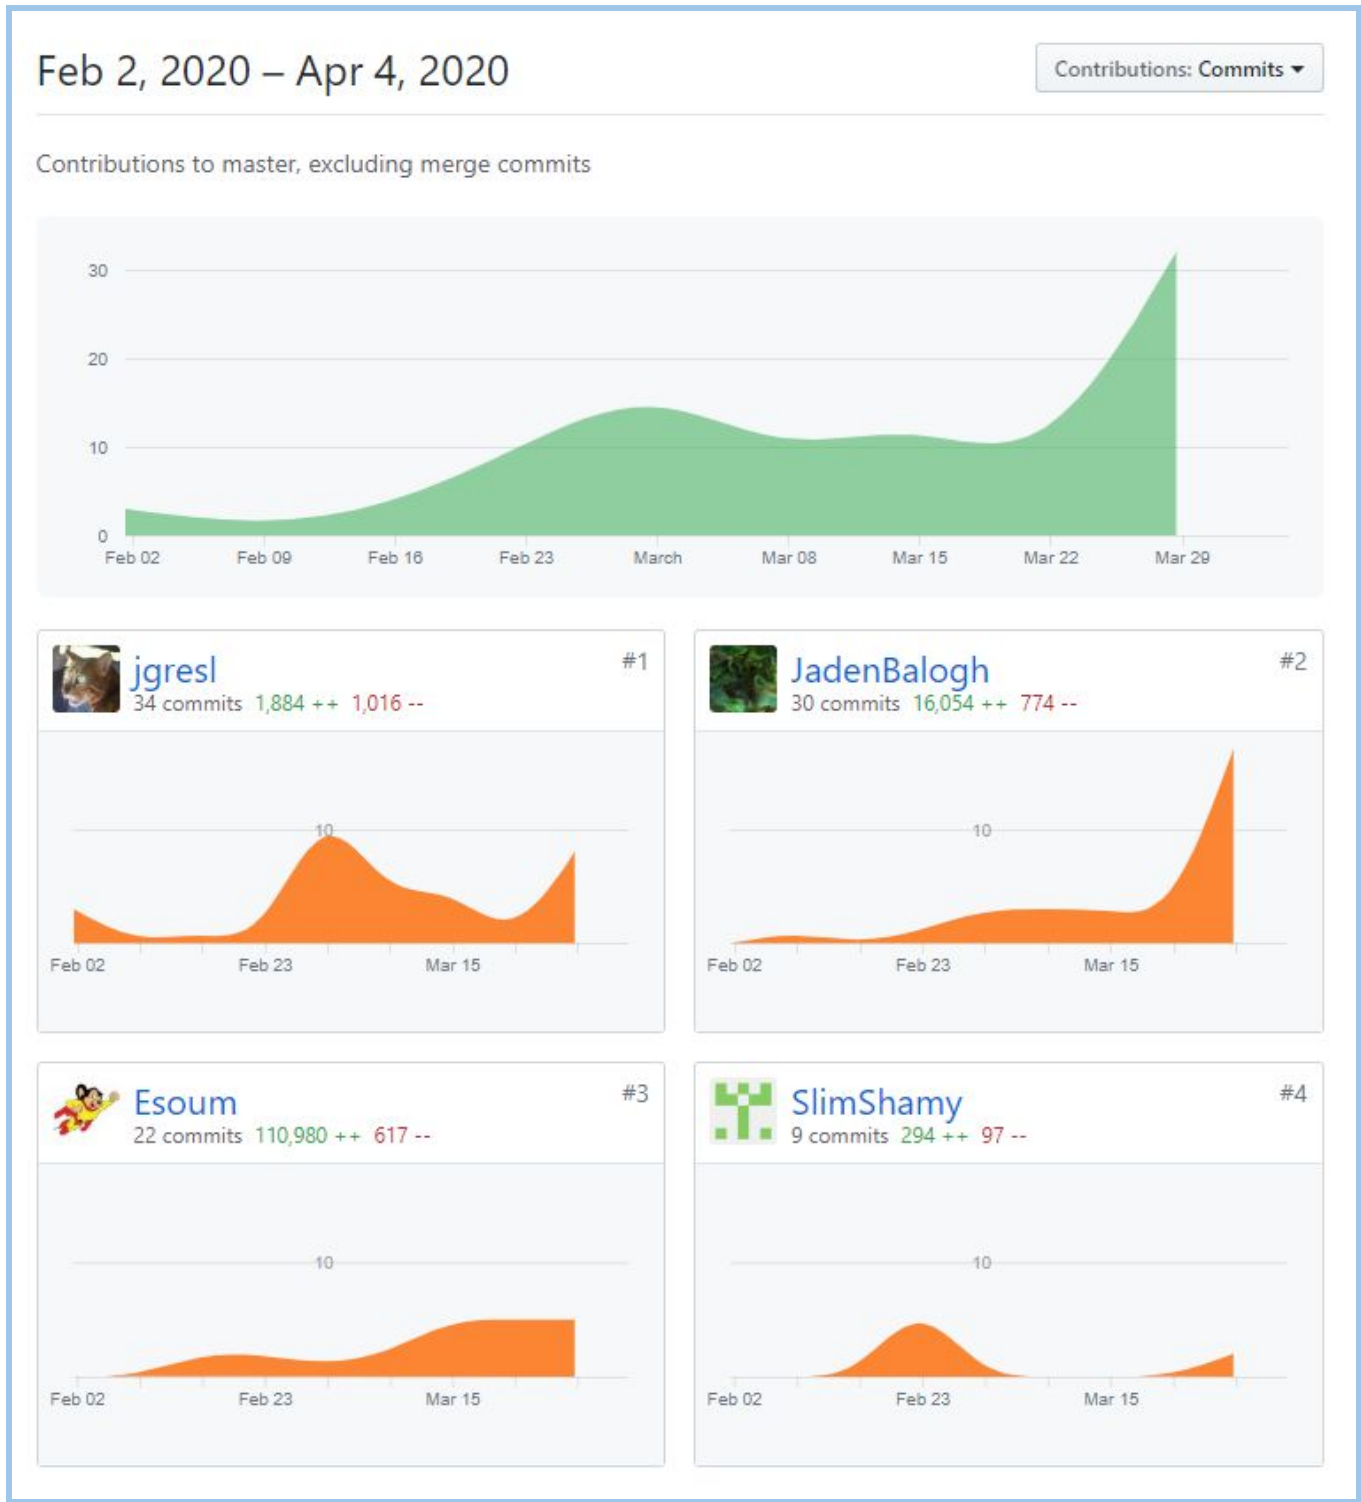 Feb 2, 2020 – Apr 4, 2020
Contributions: Commits
Contributions to master, excluding merge commits
30
20
10
0
Feb 02 Feb 09 Feb 16 Feb 23 March Mar 08 Mar 15 Mar 22 Mar 29
jgresl #1
34 commits 1,884 ++ 1,016 --
10
Feb 02 Feb 23 Mar 15
JadenBalogh #2
30 commits 16,054 ++ 774 --
10
Feb 02 Feb 23 Mar 15
Esoum #3
22 commits 110,980 ++ 617 --
10
Feb 02 Feb 23 Mar 15
SlimShamy #4
9 commits 294 ++ 97 --
10
Feb 02 Feb 23 Mar 15